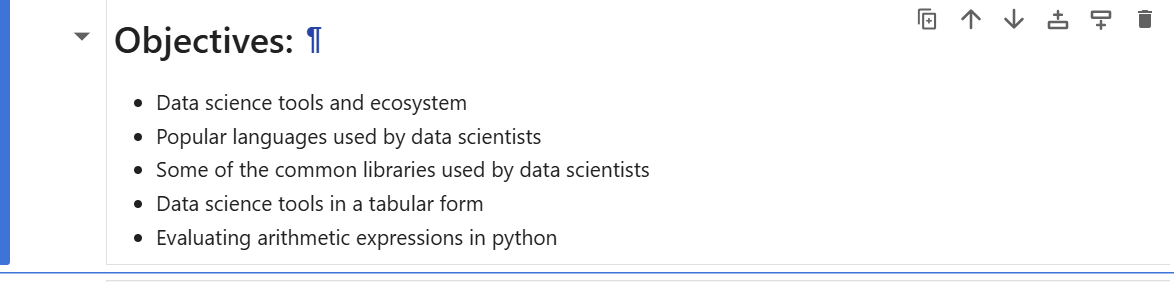 Objectives: ¶
• Data science tools and ecosystem
• Popular languages used by data scientists
• Some of the common libraries used by data scientists
• Data science tools in a tabular form
• Evaluating arithmetic expressions in python